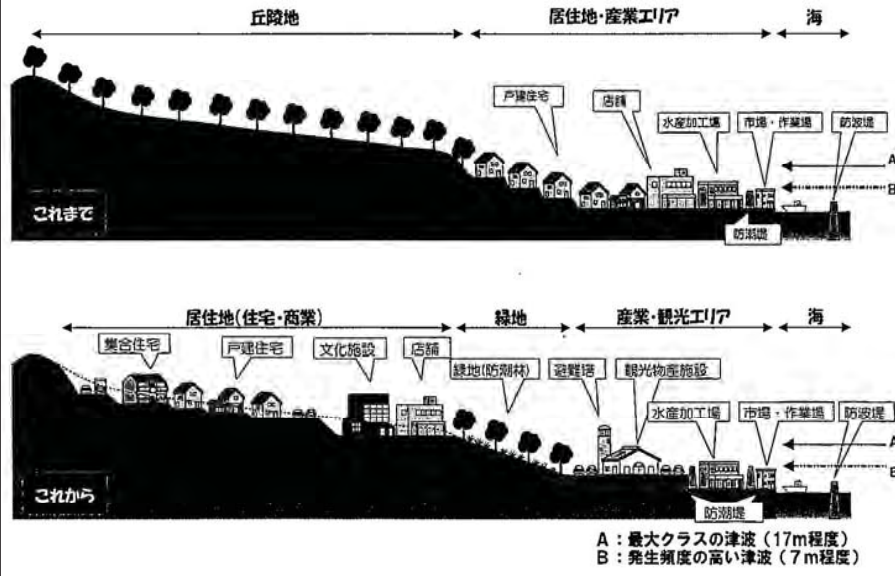 丘陵地 居住地・産業エリア 海
戸建住宅 店舗 水産加工場 市場・作業場 防波堤
A
B
これまで
防潮堤
居住地(住宅・商業) 緑地 産業・観光エリア 海
集合住宅 戸建住宅 文化施設 店舗
緑地(防潮林) 避難塔 観光物産施設
水産加工場 市場・作業場 防波堤
A
B
これから
防潮堤
A：最大クラスの津波（17m程度）
B：発生頻度の高い津波（7m程度）